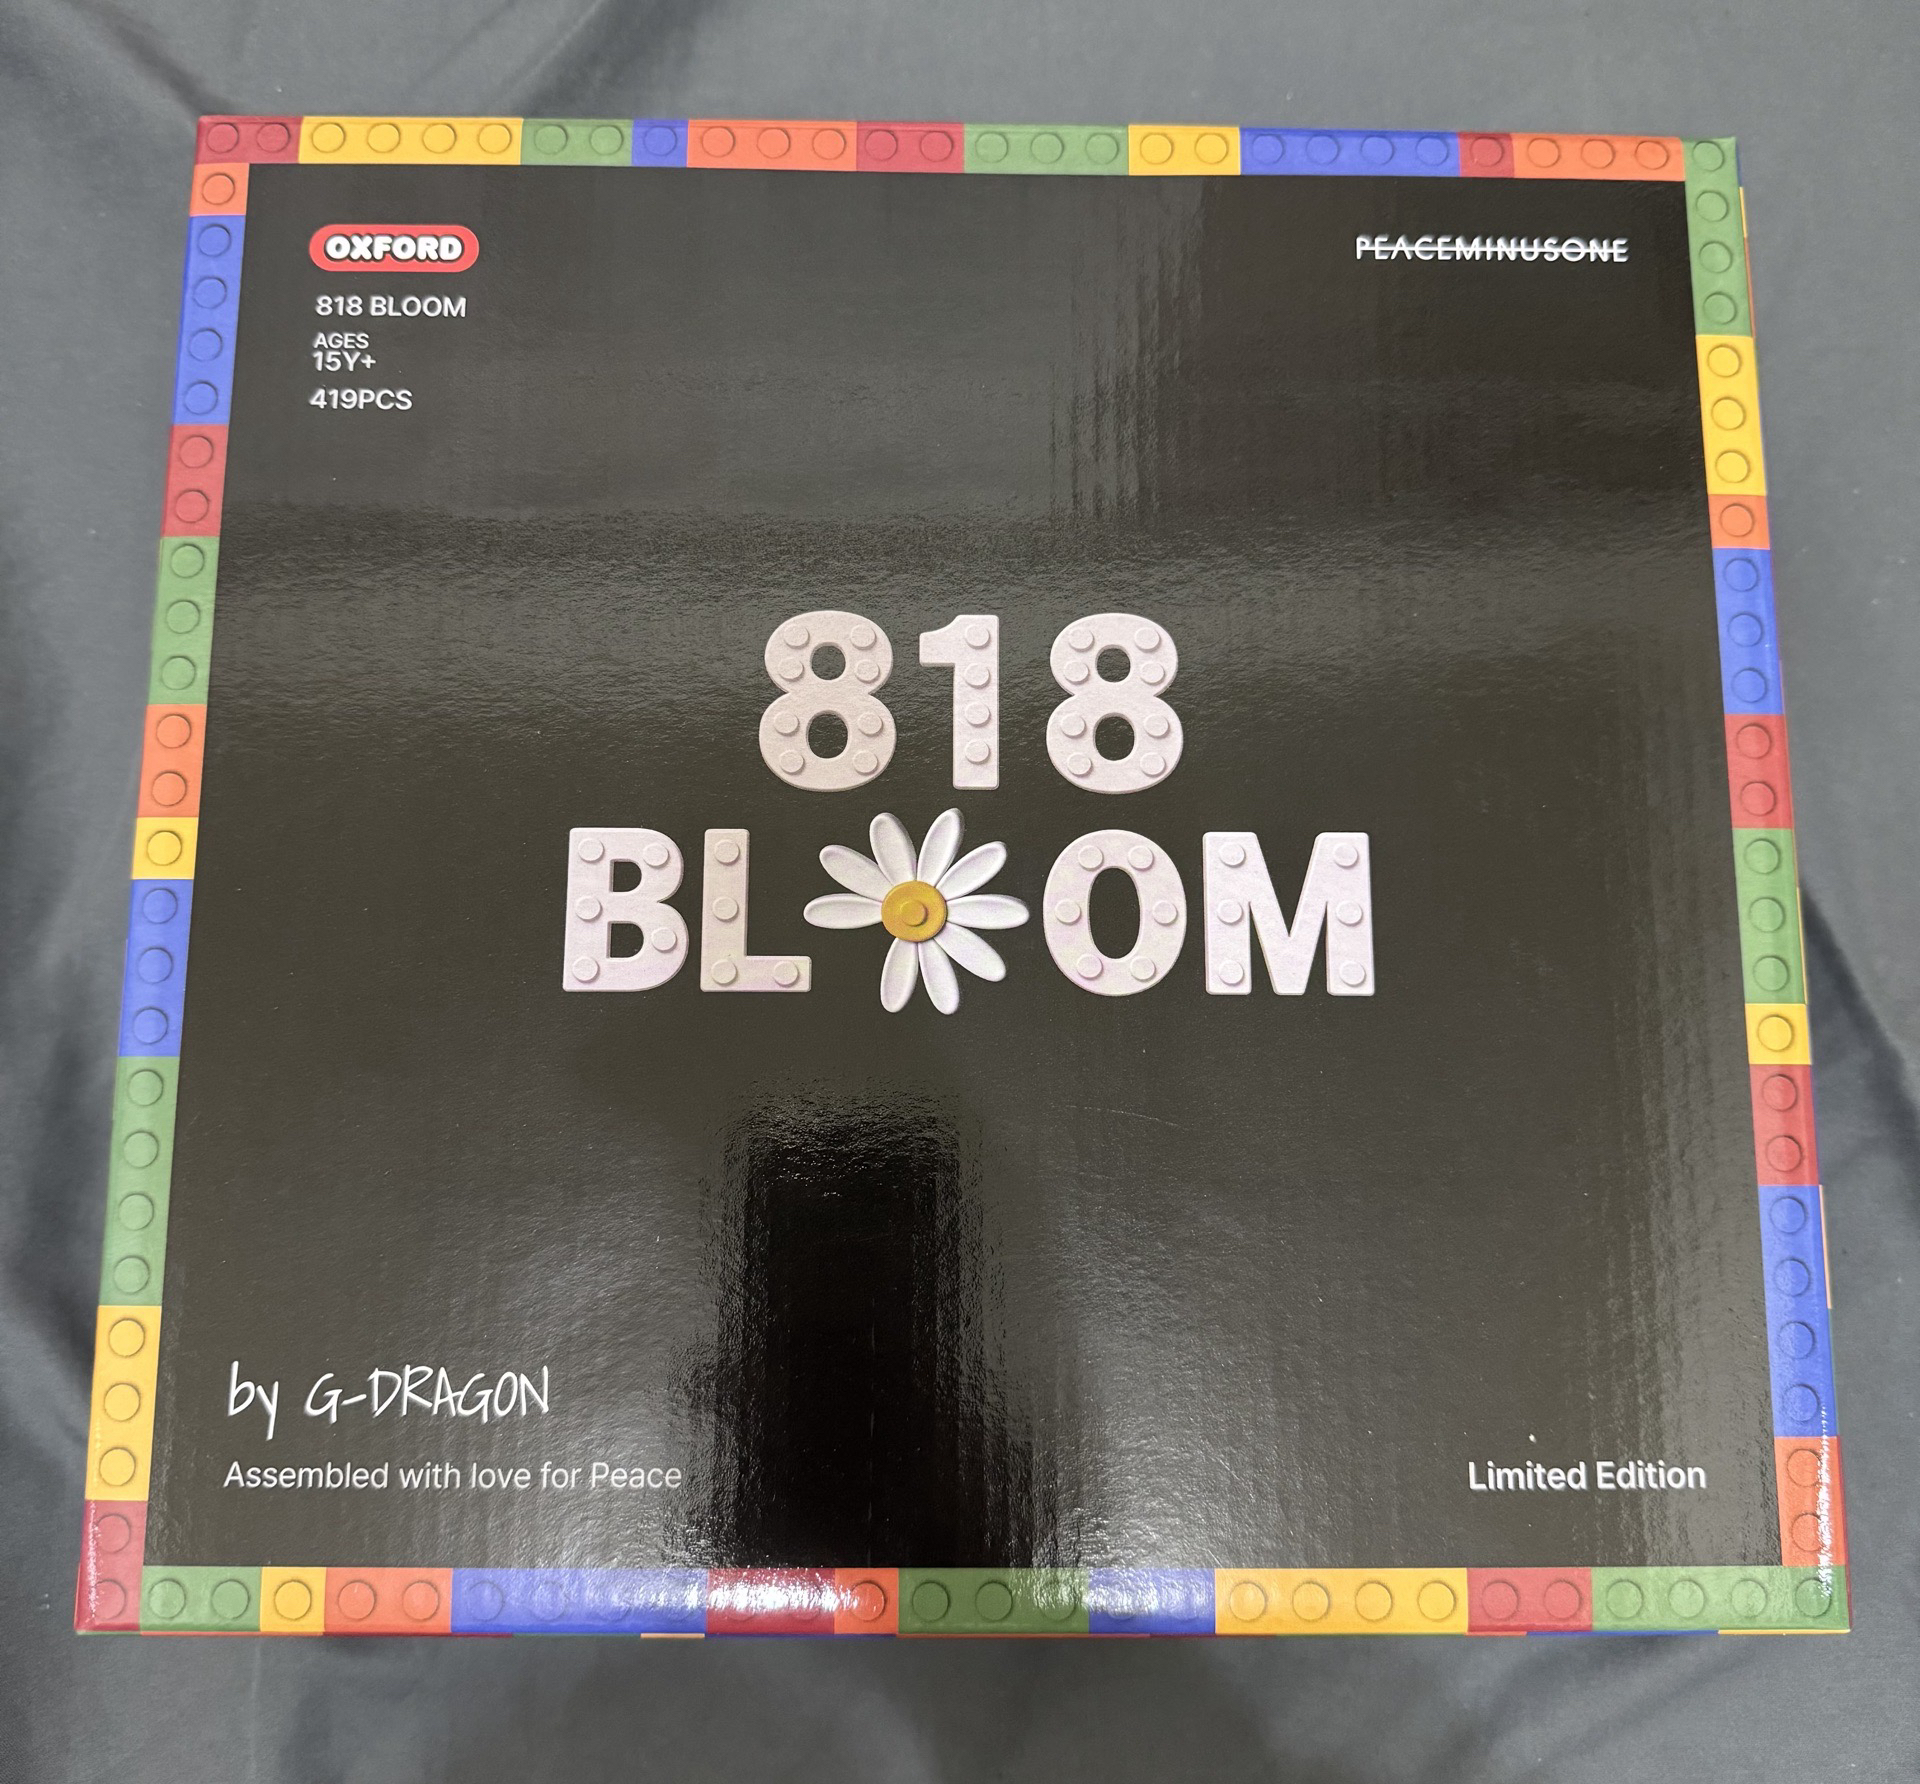 OXFORD
PEACEMINUSONE
818 BLOOM
AGES
15Y+
419PCS
818
BLOOM
by G-DRAGON
Assembled with love for Peace
Limited Edition